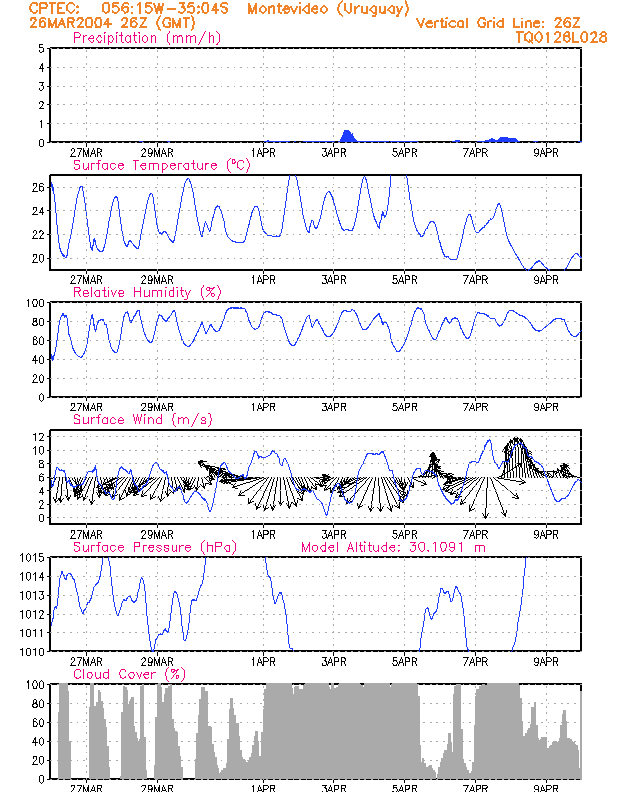 CPTEC: 056:15W-35:04S Montevideo (Uruguay)
26MAR2004 26Z (GMT) Vertical Grid Line: 26Z
Precipitation (mm/h) TQ0126L028
5
4
3
2
1
0
27MAR 29MAR 1APR 3APR 5APR 7APR 9APR
Surface Temperature (°C)
26
24
22
20
27MAR 29MAR 1APR 3APR 5APR 7APR 9APR
Relative Humidity (%)
100
80
60
40
20
0
27MAR 29MAR 1APR 3APR 5APR 7APR 9APR
Surface Wind (m/s)
12
10
8
6
4
2
0
27MAR 29MAR 1APR 3APR 5APR 7APR 9APR
Surface Pressure (hPa) Model Altitude: 30.1091 m
1015
1014
1013
1012
1011
1010
27MAR 29MAR 1APR 3APR 5APR 7APR 9APR
Cloud Cover (%)
100
80
60
40
20
0
27MAR 29MAR 1APR 3APR 5APR 7APR 9APR